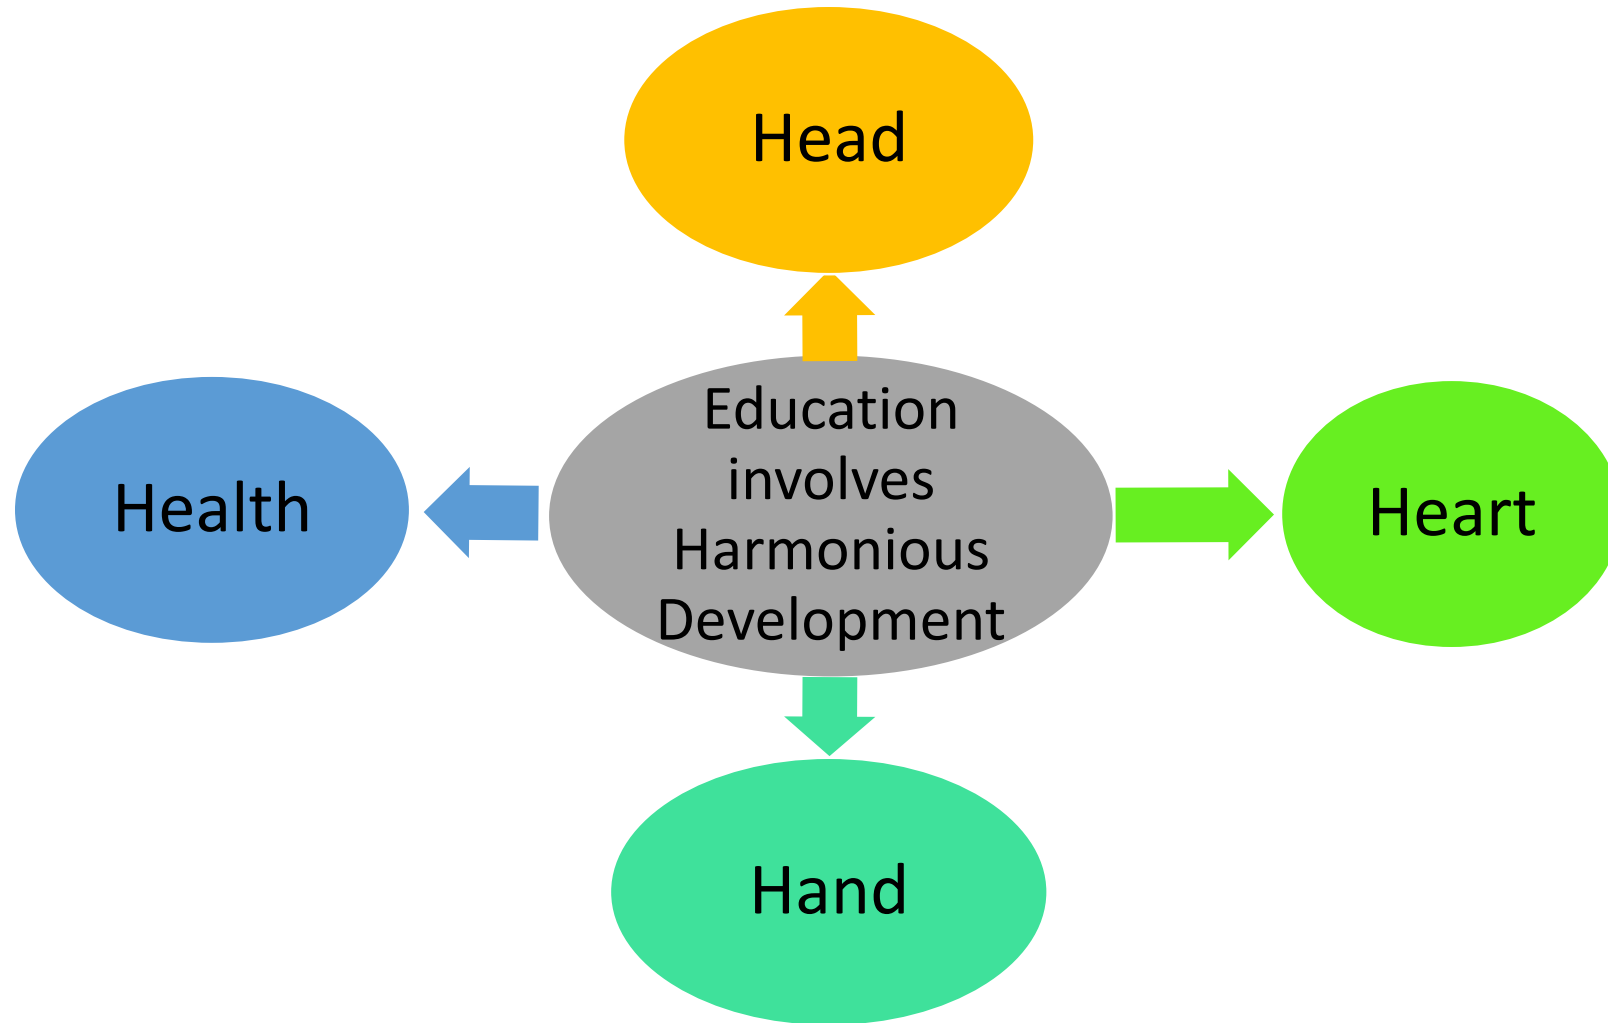 Head
Education
involves
Harmonious
Development
Health
Heart
Hand